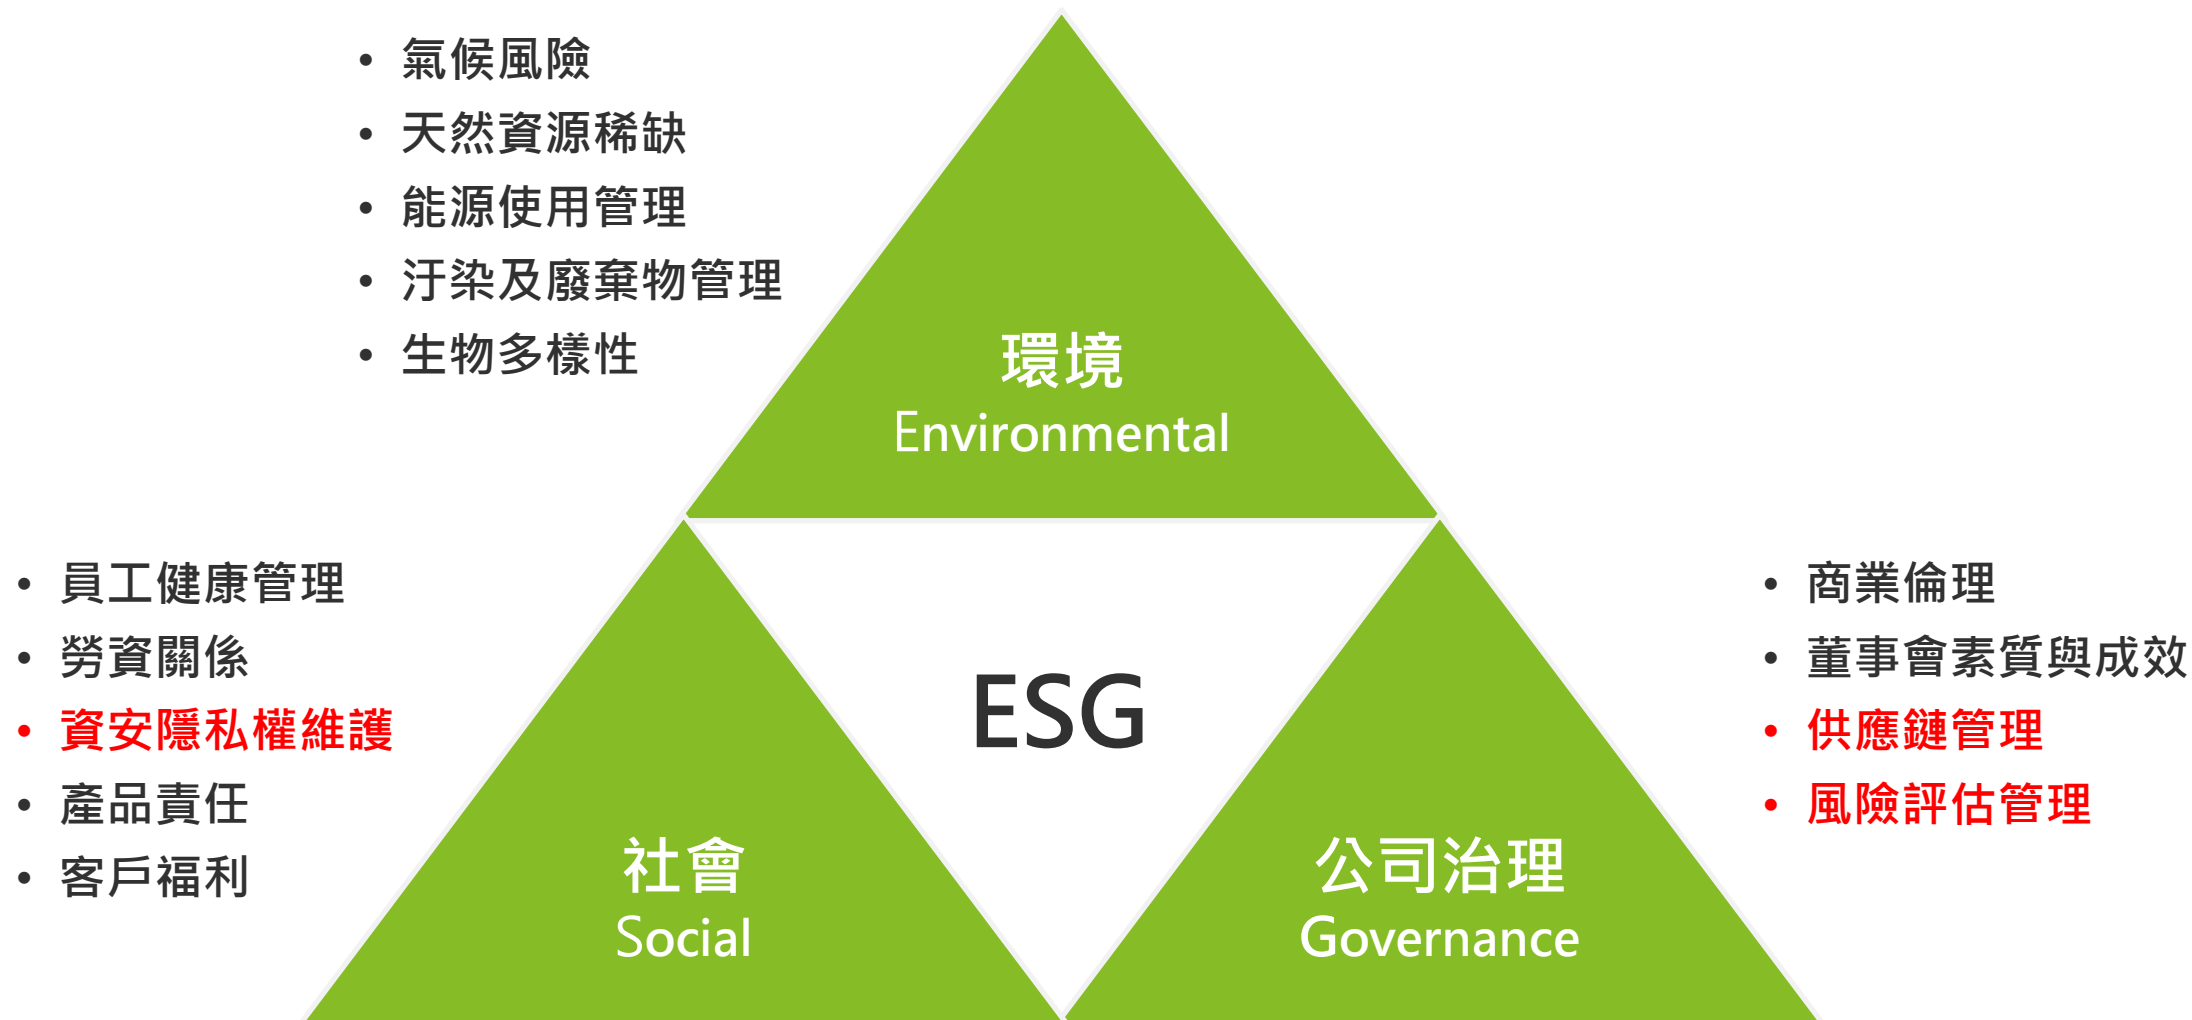 • 氣候風險
• 天然資源稀缺
• 能源使用管理
• 汙染及廢棄物管理
• 生物多樣性
環境
Environmental
• 員工健康管理
• 勞資關係
• 資安隱私權維護
• 產品責任
• 客戶福利
社會
Social
ESG
公司治理
Governance
• 商業倫理
• 董事會素質與成效
• 供應鏈管理
• 風險評估管理